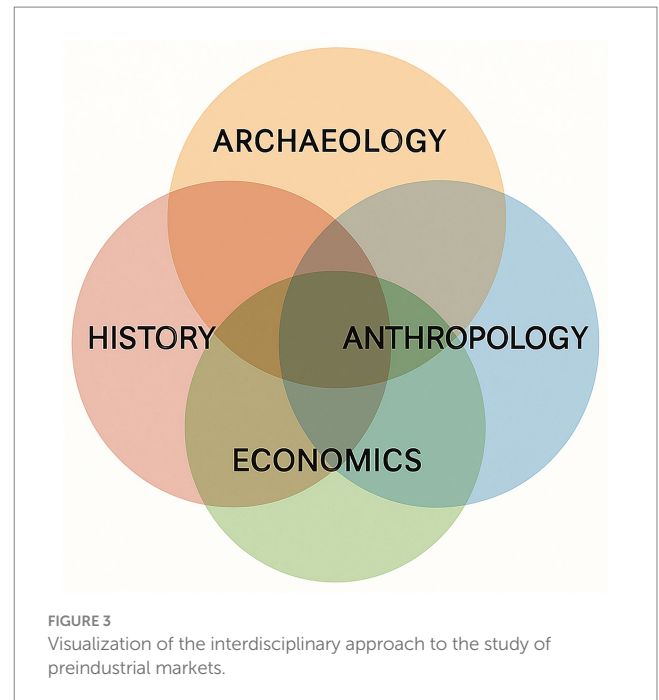 ARCHAEOLOGY
HISTORY
ANTHROPOLOGY
ECONOMICS
FIGURE 3
Visualization of the interdisciplinary approach to the study of
preindustrial markets.